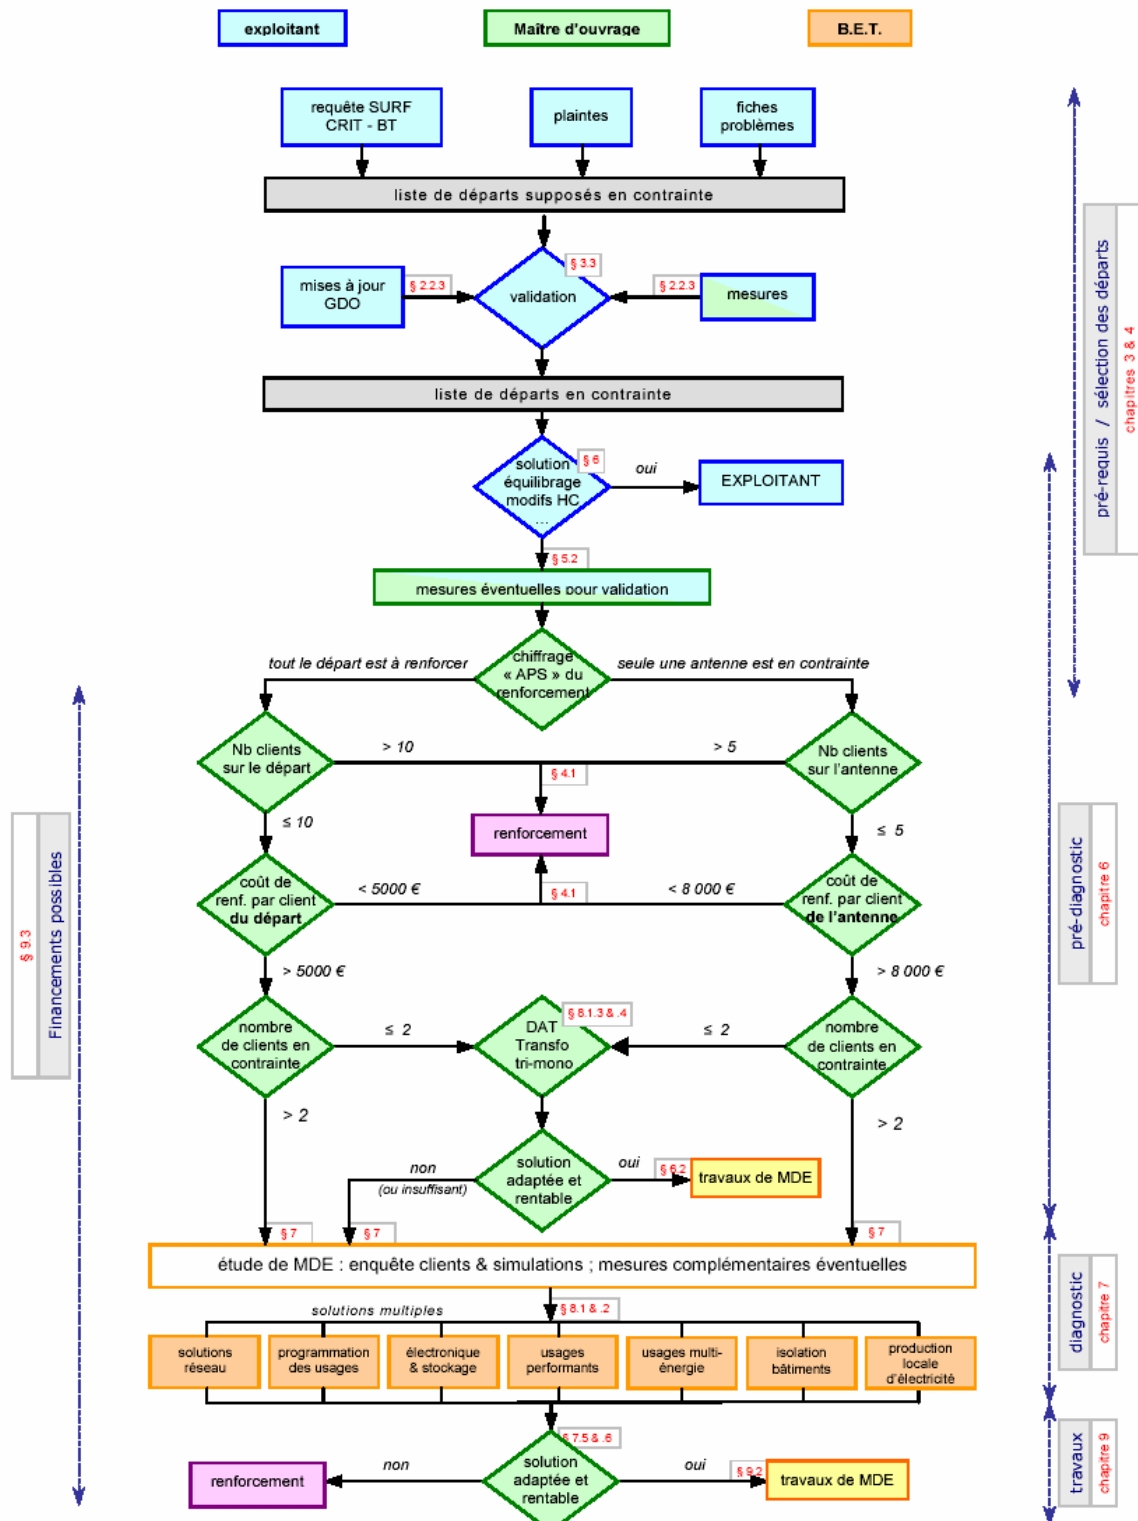 exploitant
Maître d'ouvrage
B.E.T.
requête SURF
CRIT - BT
plaintes
fiches
problèmes
liste de départs supposés en contrainte
§ 3.3
mises à jour
GDO
§ 2.2.3
validation
§ 2.2.3
mesures
liste de départs en contrainte
§ 6
solution
équilibrage
modifs HC
...
oui
EXPLOITANT
§ 5.2
mesures éventuelles pour validation
tout le départ est à renforcer
chiffrage
« APS » du
renforcement
seule une antenne est en contrainte
Nb clients
sur le départ
> 10
> 5
Nb clients
sur l'antenne
§ 4.1
≤ 10
renforcement
≤ 5
coût de
renf. par client
du départ
< 5000 €
§ 4.1
< 8 000 €
coût de
renf. par client
de l'antenne
> 5000 €
> 8 000 €
nombre
de clients en
contrainte
≤ 2
§ 8.1.3 & .4
DAT
Transfo
tri-mono
≤ 2
nombre
de clients en
contrainte
> 2
> 2
non
(ou insuffisant)
solution
adaptée et
rentable
oui
§ 6.2
travaux de MDE
§ 7
§ 7
§ 7
étude de MDE : enquête clients & simulations ; mesures complémentaires éventuelles
solutions multiples
§ 8.1 & .2
solutions
réseau
programmation
des usages
électronique
& stockage
usages
performants
usages multi-
énergie
isolation
bâtiments
production
locale
d'électricité
§ 7.5 & .6
renforcement
non
solution
adaptée et
rentable
oui
§ 9.2
travaux de MDE
§ 9.3
Financements possibles
pré-requis / sélection des départs
chapitres 3 & 4
pré-diagnostic
chapitre 6
diagnostic
chapitre 7
travaux
chapitre 9